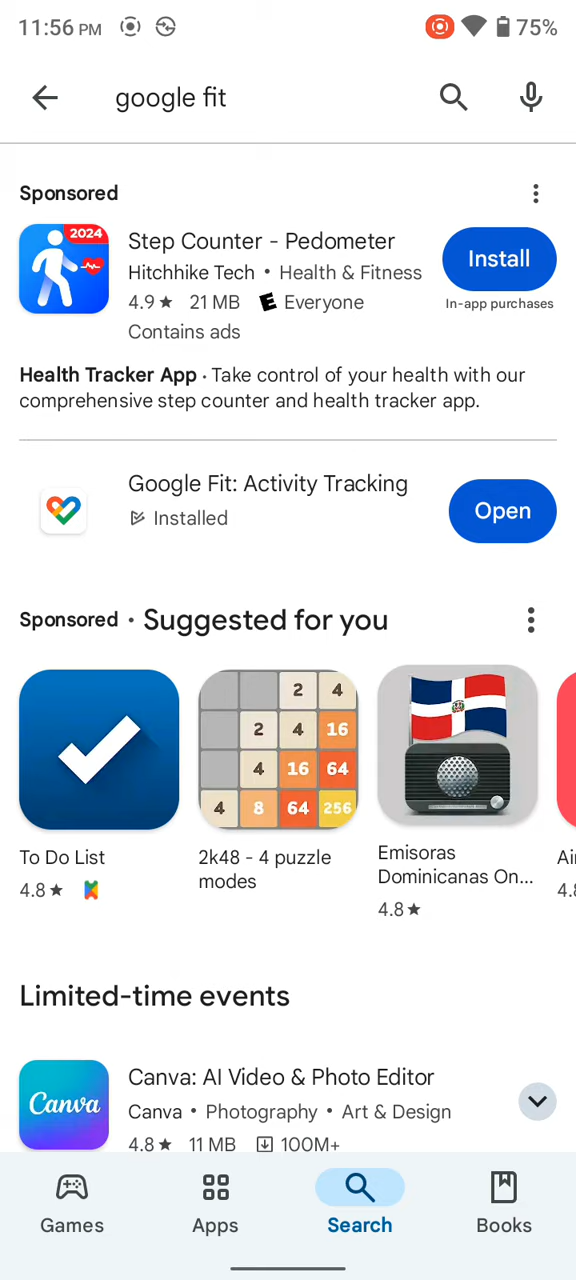 11:56 PM
75%
google fit
Sponsored
2024
Step Counter - Pedometer
Install
Hitchhike Tech • Health & Fitness
4.9★ 21 MB E Everyone
In-app purchases
Contains ads
Health Tracker App · Take control of your health with our
comprehensive step counter and health tracker app.
Google Fit: Activity Tracking
Installed
Open
Sponsored • Suggested for you
2 4
2 4 16
4 16 64
4 8 64 256
To Do List
4.8★
2k48 - 4 puzzle
modes
Emisoras
Dominicanas On...
4.8★
Ai
4.8
Limited-time events
Canva
Canva: AI Video & Photo Editor
Canva • Photography • Art & Design
4.8★ 11 MB 100M+
Games
Apps
Search
Books